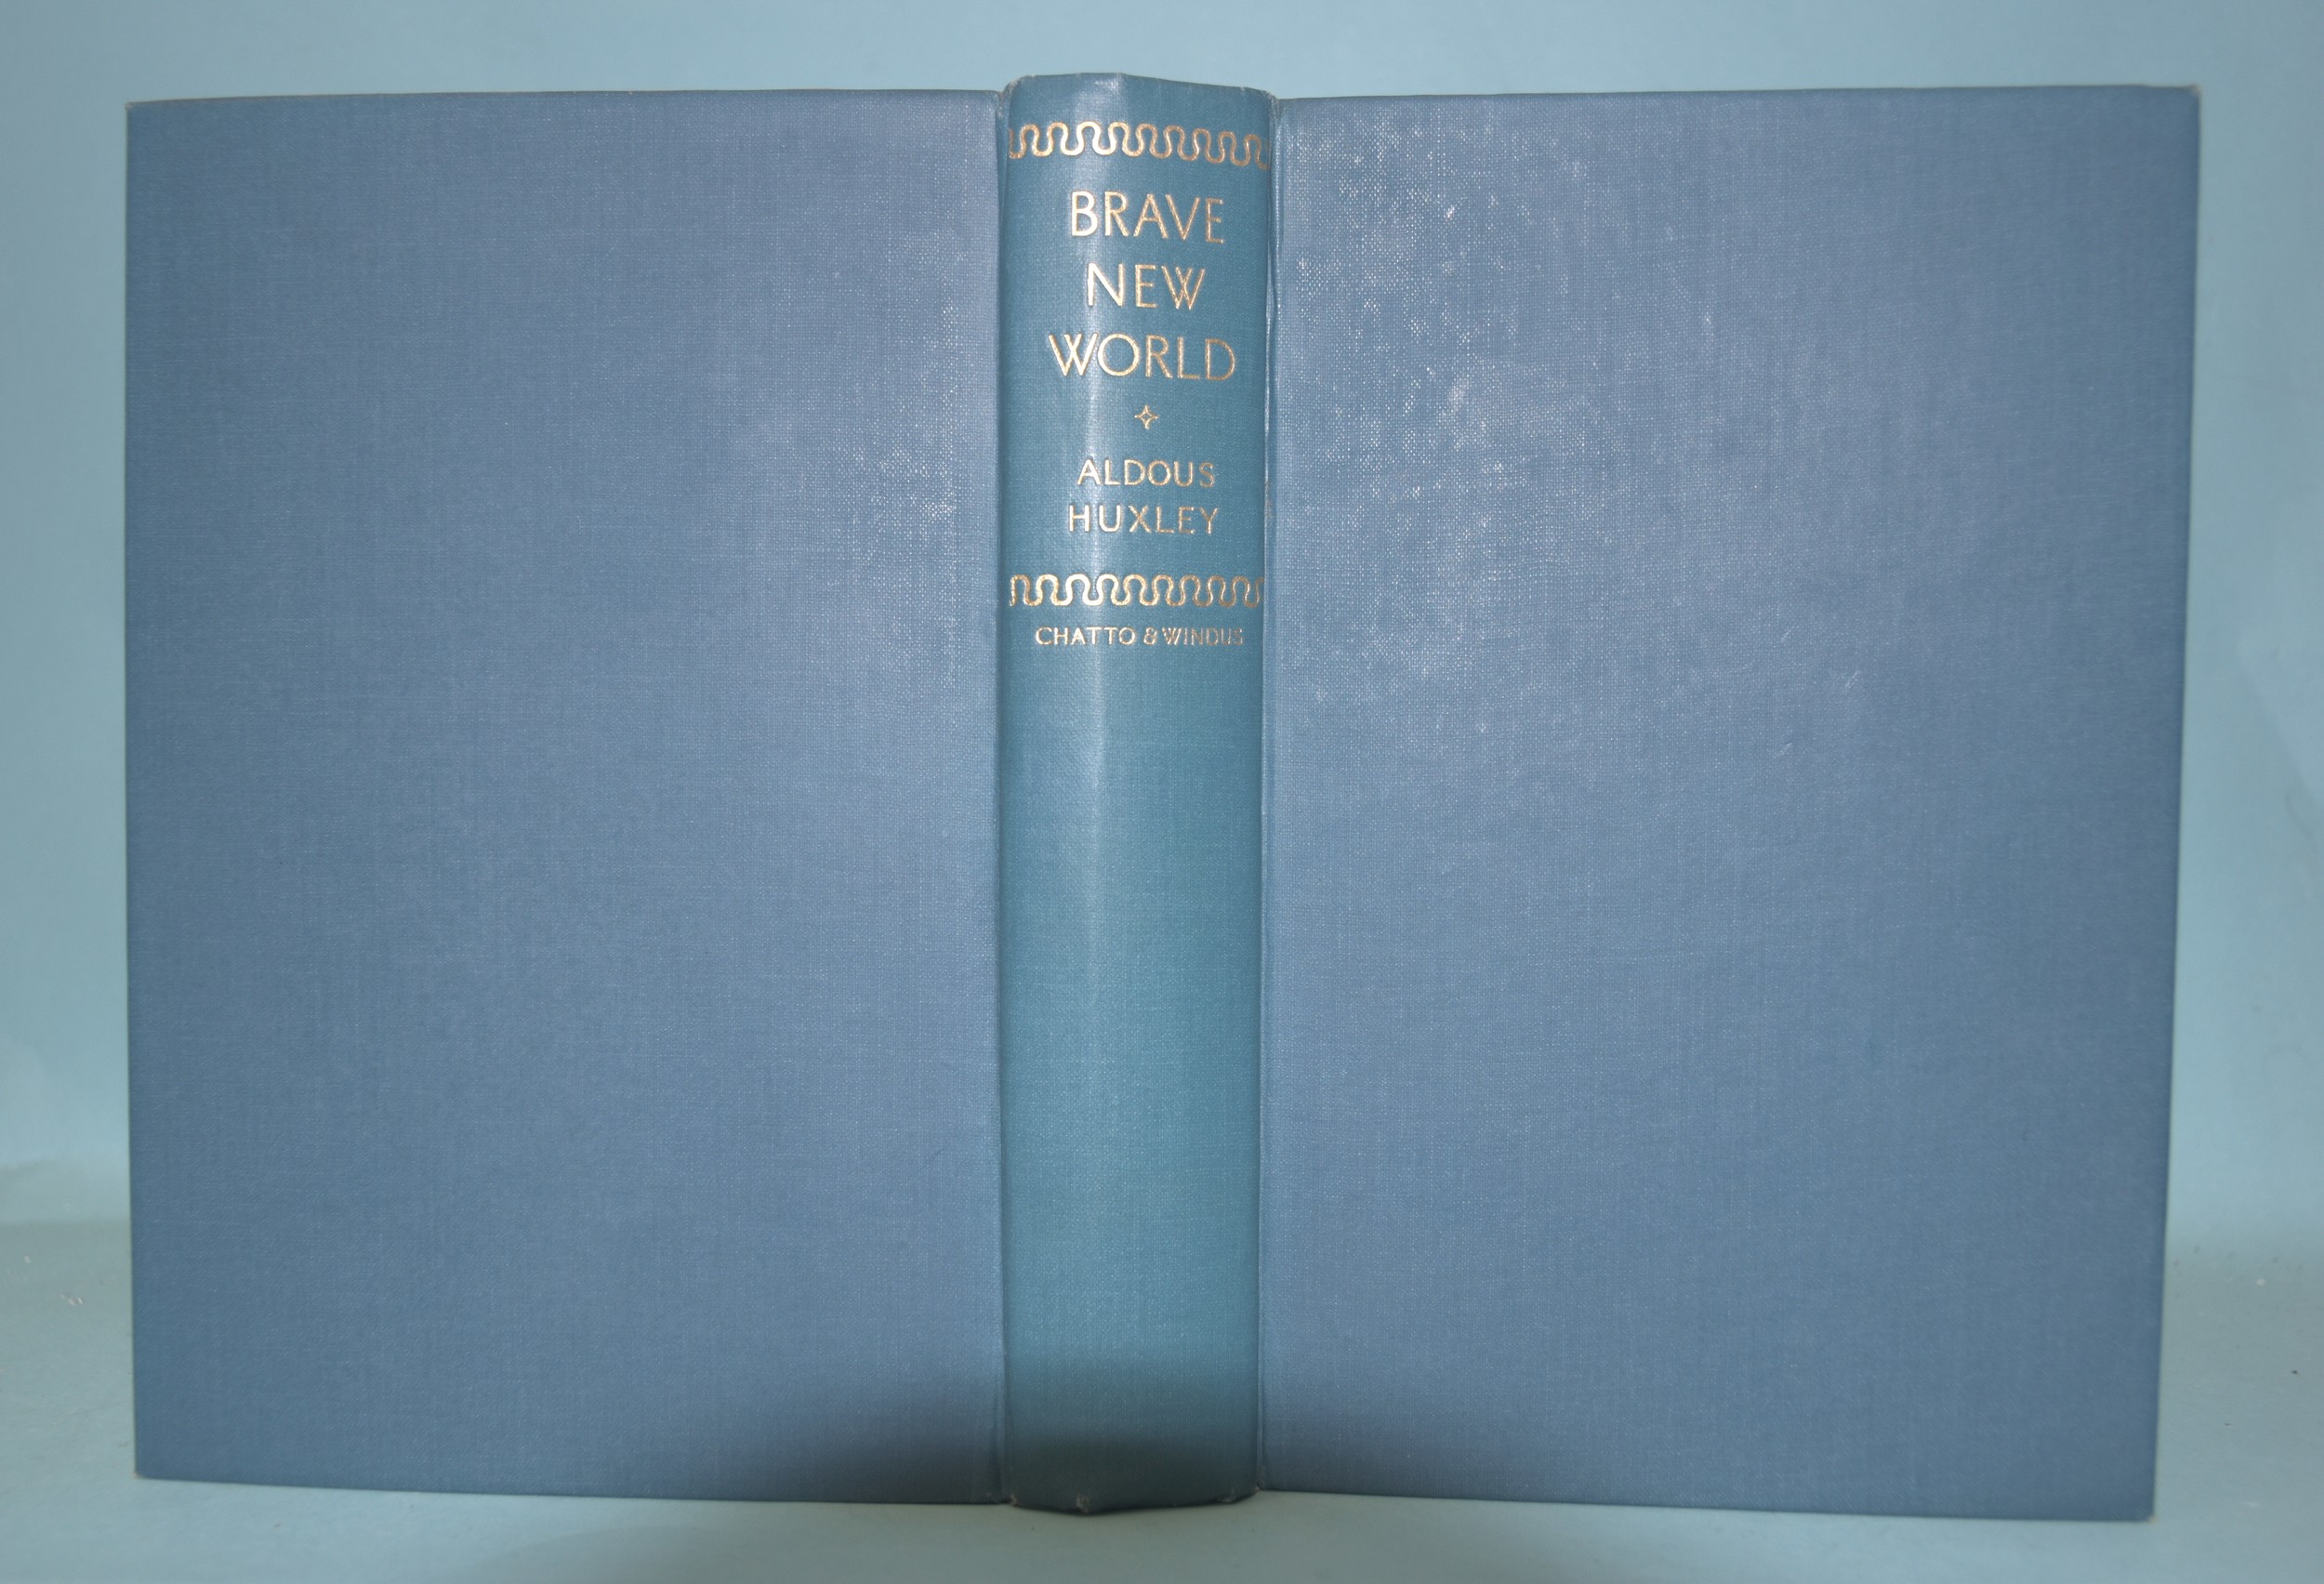 BRAVE
NEW
WORLD
ALDOUS
HUXLEY
CHATTO & WINDUS